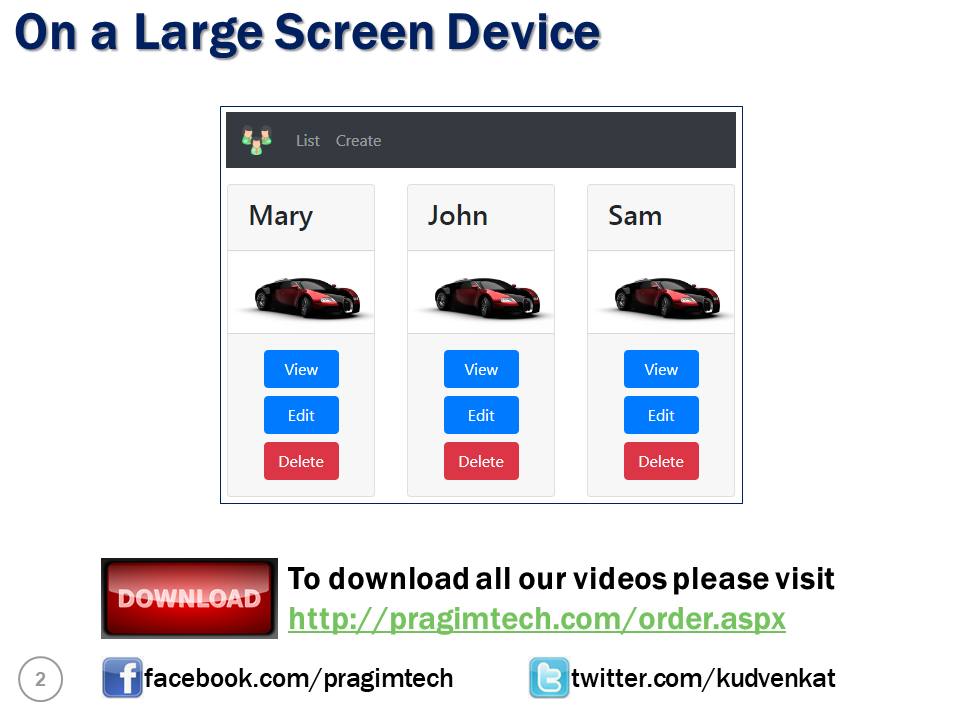 On a Large Screen Device
List Create
Mary John Sam
View View View
Edit Edit Edit
Delete Delete Delete
DOWNLOAD
To download all our videos please visit
http://pragimtech.com/order.aspx
2 facebook.com/pragimtech twitter.com/kudvenkat